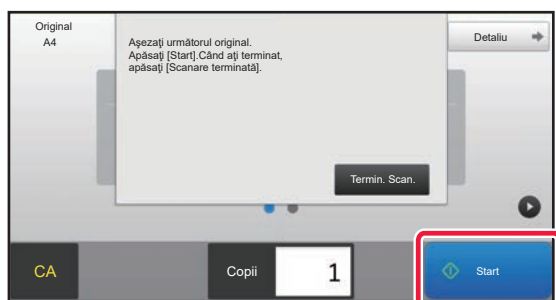 Original
A4
Aşezaţi următorul original.
Apăsaţi [Start].Când aţi terminat,
apăsaţi [Scanare terminată].
Detaliu
Termin. Scan.
CA
Copii
1
Start